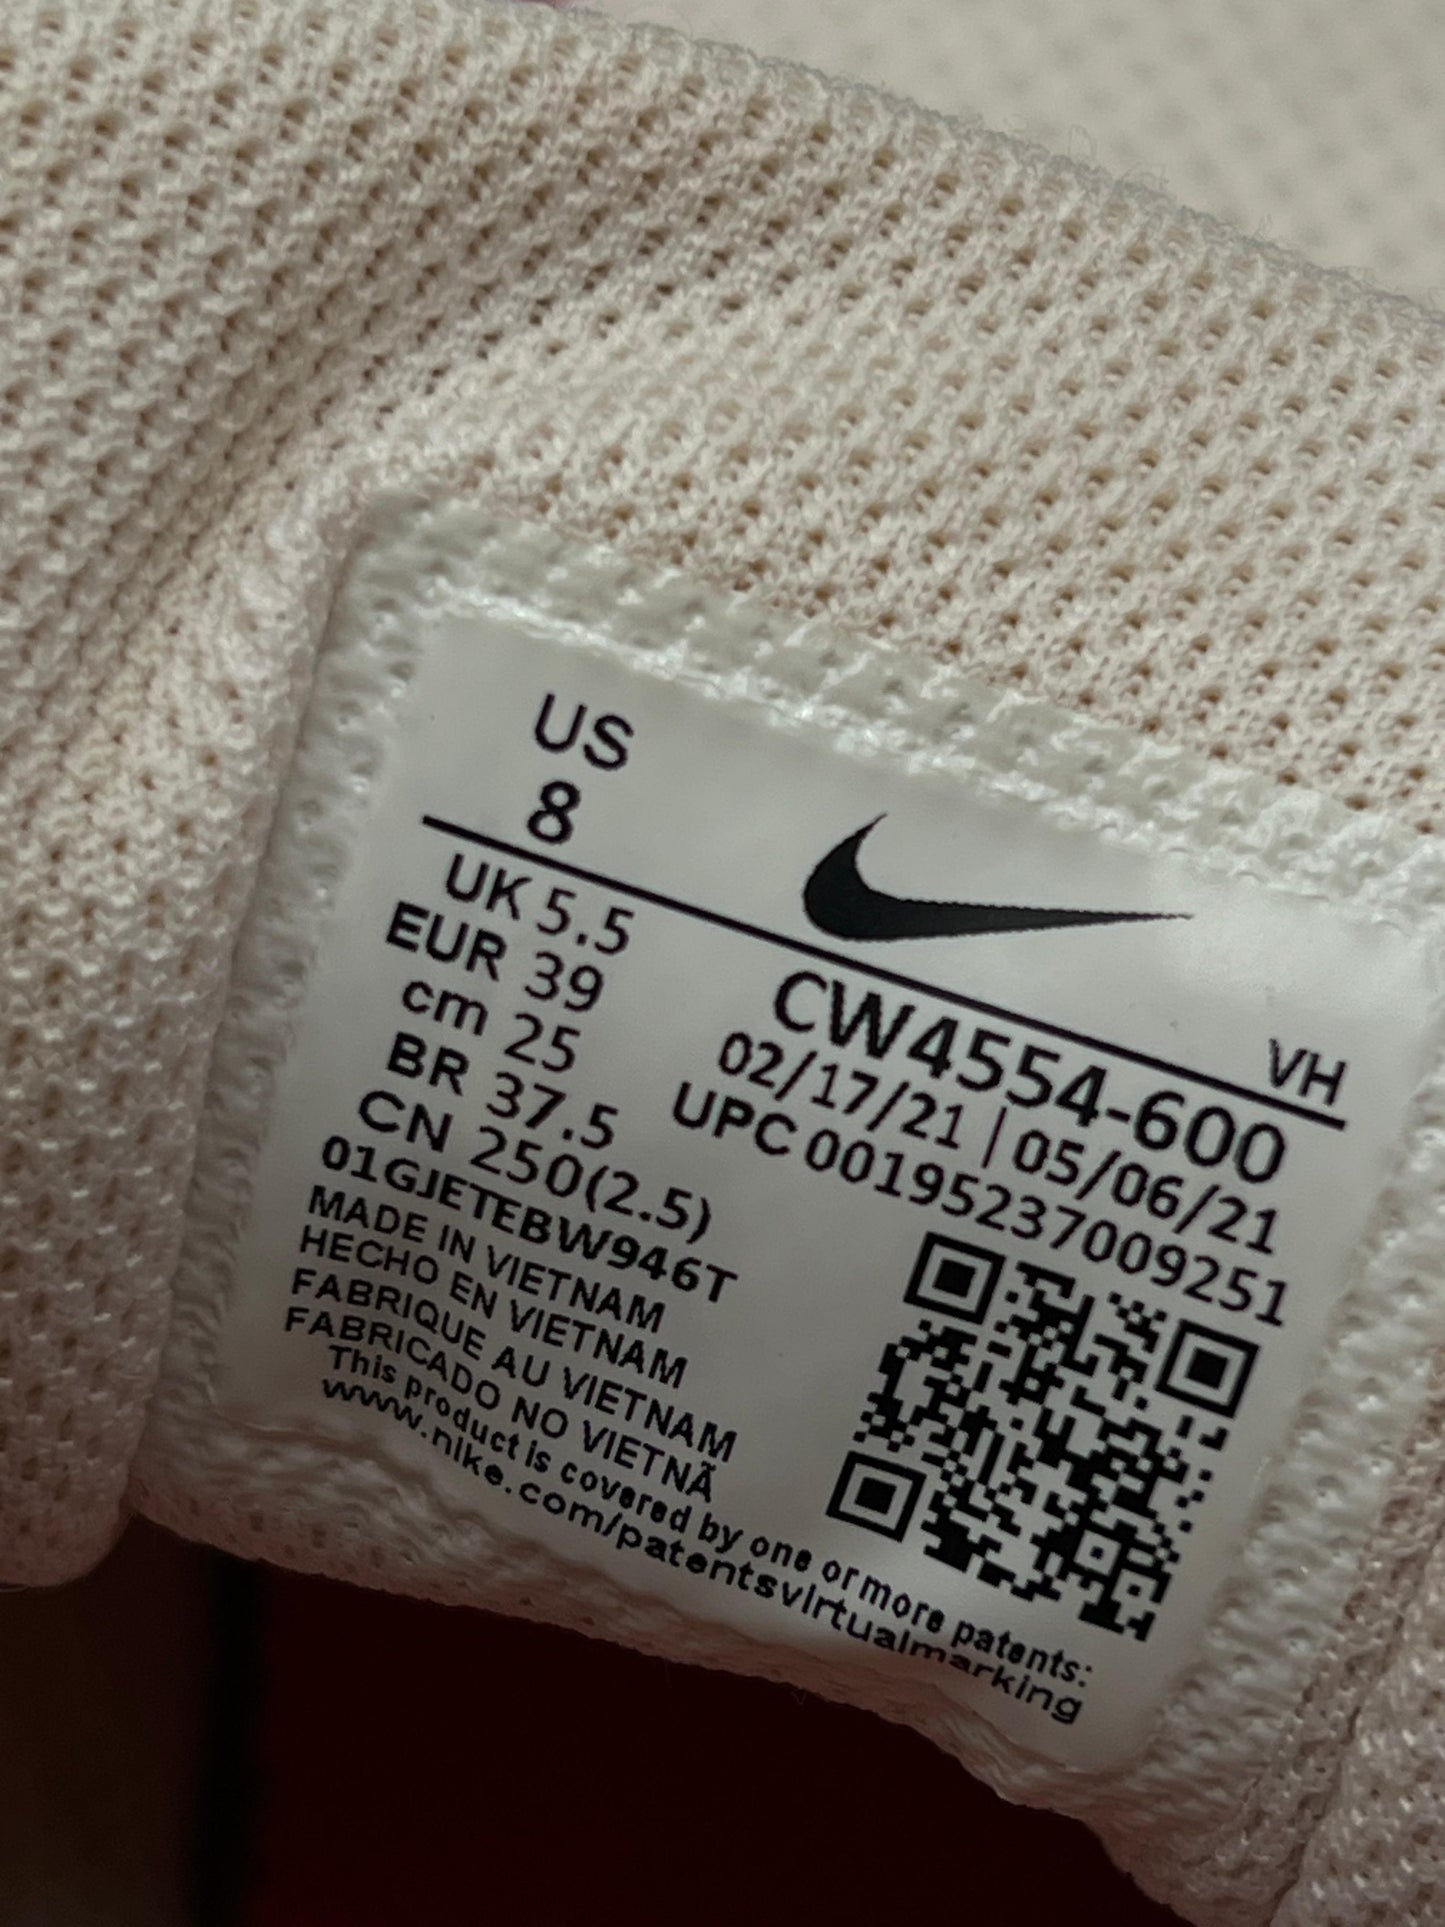 US
8
UK 5.5
EUR 39
cm 25
BR 37.5
CN 250(2.5)
VH
CW4554-600
02/17/21 | 05/06/21
UPC 00195237009251
01GJETEBW946T
MADE IN VIETNAM
HECHO EN VIETNAM
FABRIQUE AU VIETNAM
FABRICADO NO VIETNÃ
This product is covered by one or more patents:
www.nike.com/patentsvirtualmarking